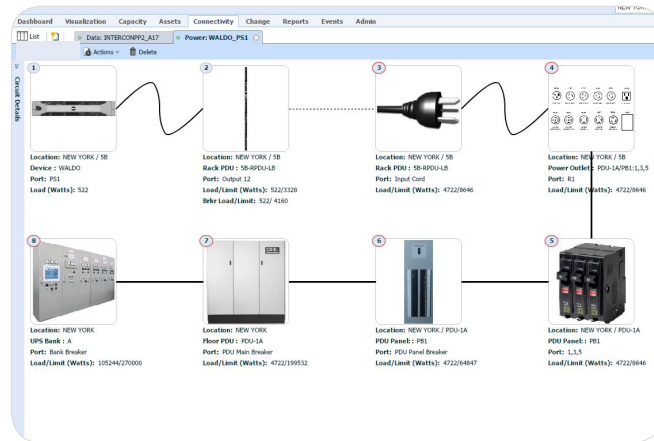 NEW YORK
Dashboard Visualization Capacity Assets Connectivity Change Reports Events Admin
List Data: INTERCONPP2_A17 Power: WALDO_PS1
Actions Delete
Circuit Details
1 2 3 4
Location: NEW YORK / 5B
Device : WALDO
Port: PS1
Load (Watts): 522
Location: NEW YORK / 5B
Rack PDU : 5B-RPDU-LB
Port: Output 12
Load/Limit (Watts): 522/3328
Brkr Load/Limit: 522/ 4160
Location: NEW YORK / 5B
Rack PDU : 5B-RPDU-LB
Port: Input Cord
Load/Limit (Watts): 4722/8646
Location: NEW YORK / 5B
Power Outlet: PDU-1A/PB1:1,3,5
Port: R1
Load/Limit (Watts): 4722/8646
8 7 6 5
Location: NEW YORK
UPS Bank : A
Port: Bank Breaker
Load/Limit (Watts): 105244/270000
Location: NEW YORK
Floor PDU : PDU-1A
Port: PDU Main Breaker
Load/Limit (Watts): 4722/199532
Location: NEW YORK / PDU-1A
PDU Panel: : PB1
Port: PDU Panel Breaker
Load/Limit (Watts): 4722/64847
Location: NEW YORK / PDU-1A
PDU Panel: : PB1
Port: 1,3,5
Load/Limit (Watts): 4722/8646